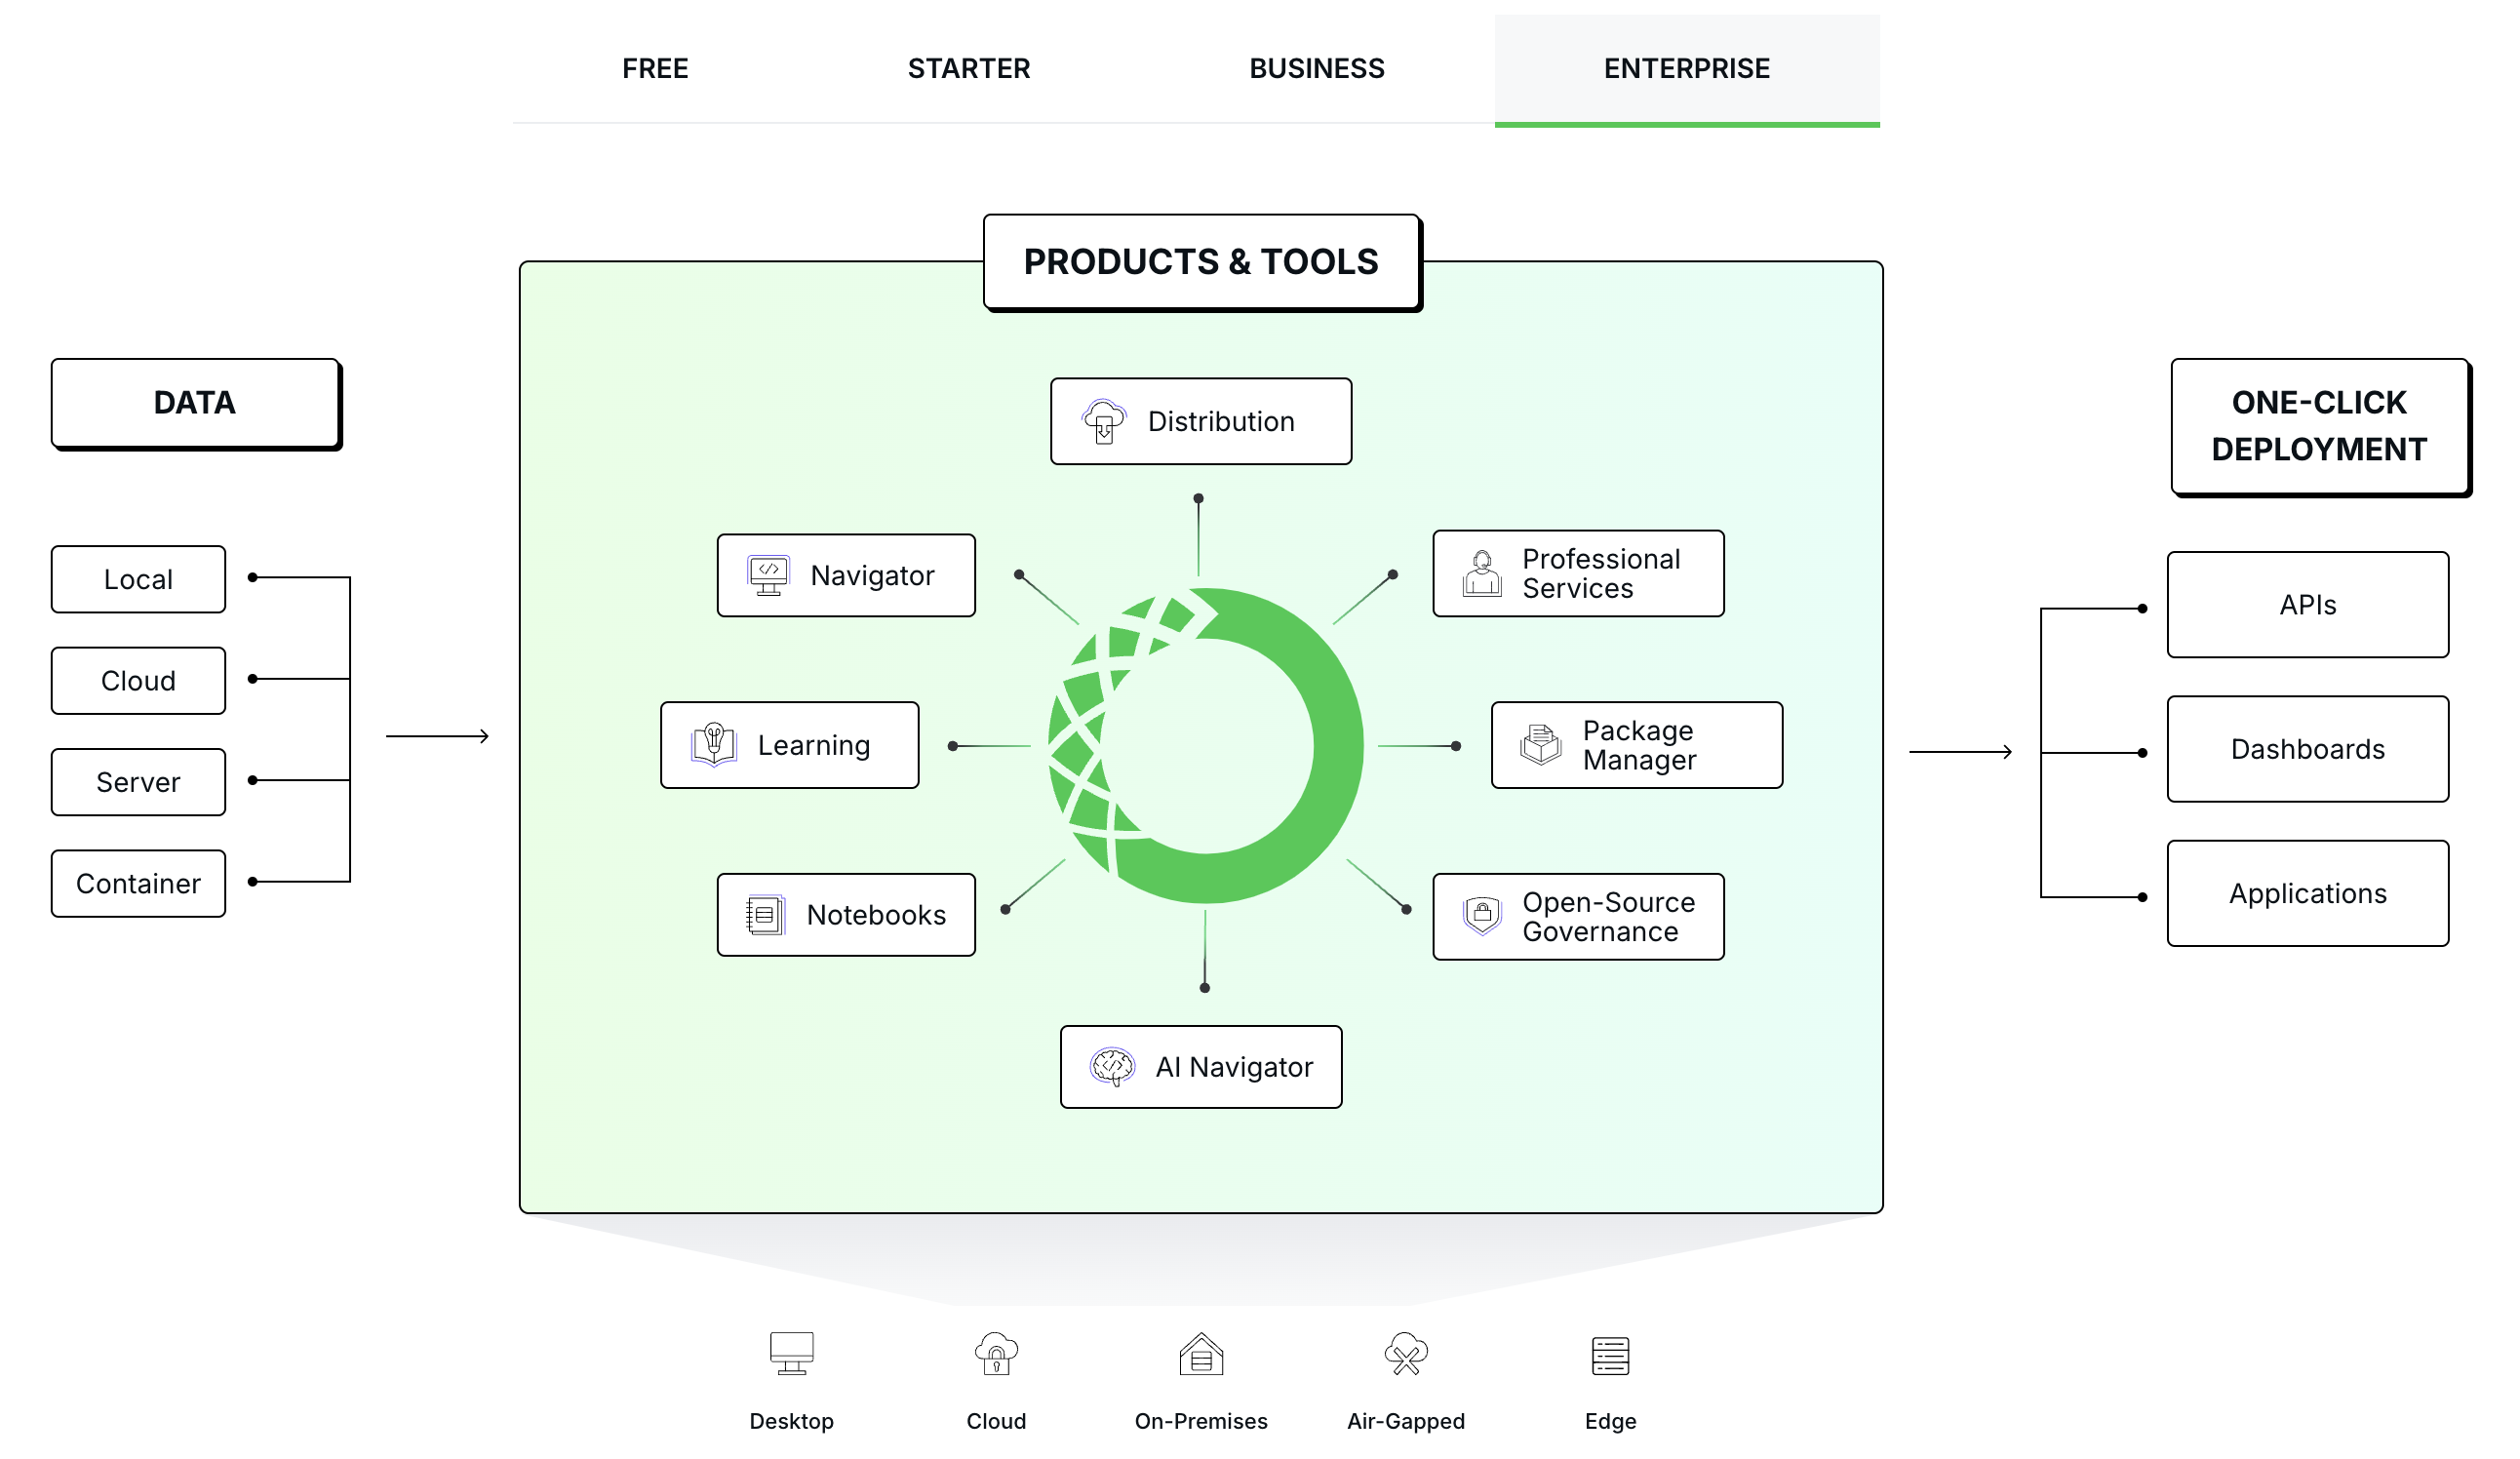 FREE
STARTER
BUSINESS
ENTERPRISE
PRODUCTS & TOOLS
DATA
Local
Cloud
Server
Container
Distribution
Navigator
Professional
Services
Learning
Package
Manager
Notebooks
Open-Source
Governance
AI Navigator
ONE-CLICK
DEPLOYMENT
APIs
Dashboards
Applications
Desktop
Cloud
On-Premises
Air-Gapped
Edge